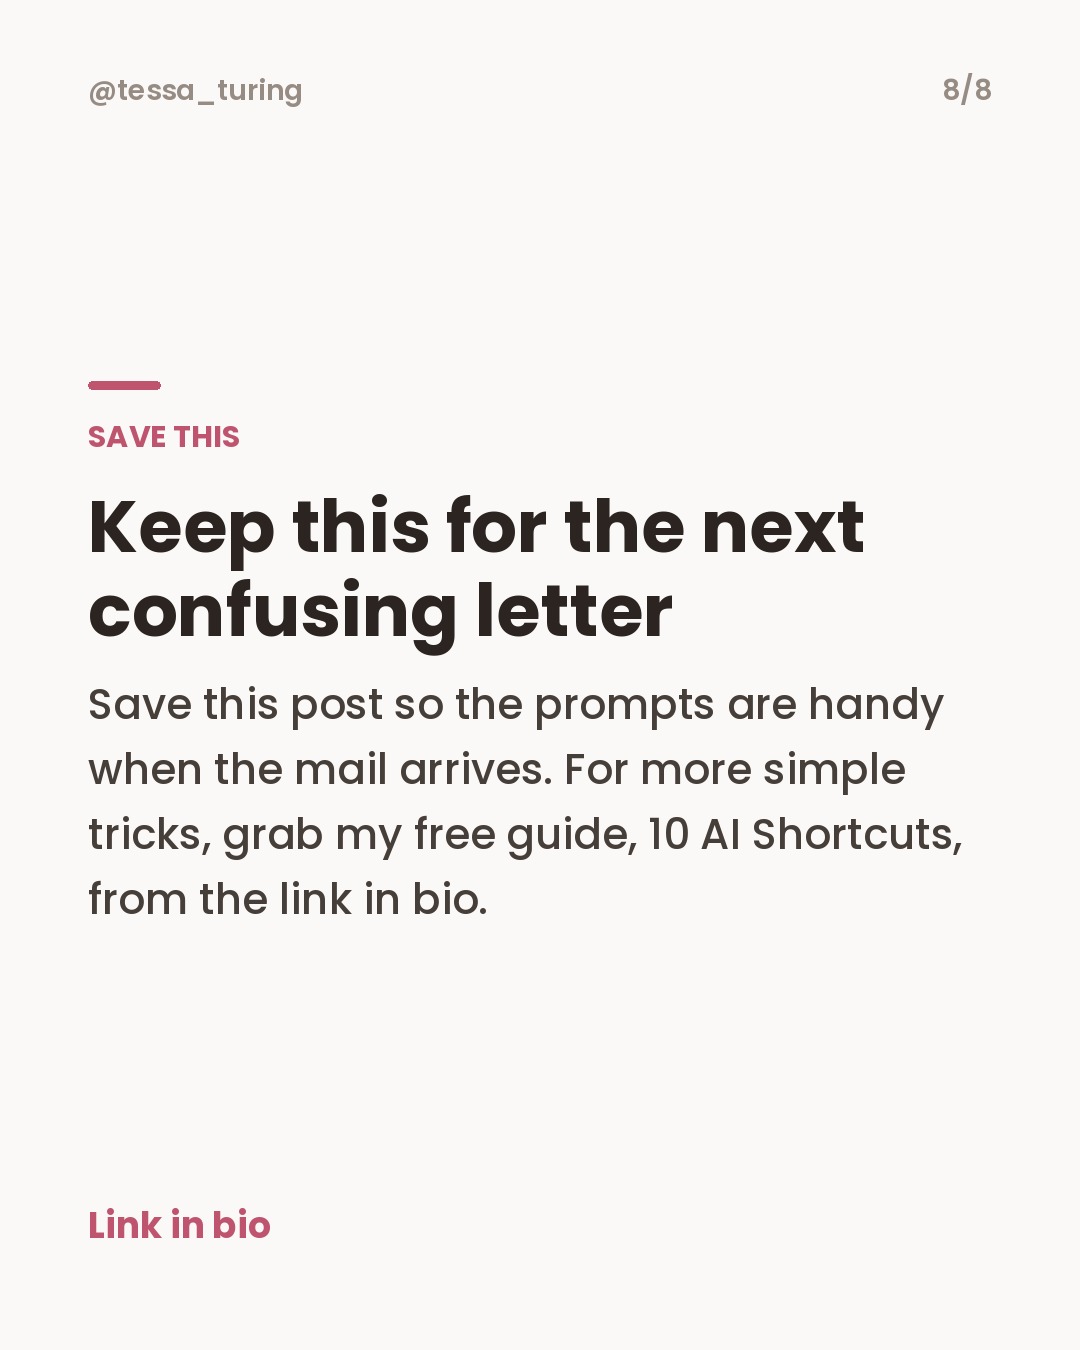 @tessa_turing
8/8
SAVE THIS
Keep this for the next
confusing letter
Save this post so the prompts are handy
when the mail arrives. For more simple
tricks, grab my free guide, 10 AI Shortcuts,
from the link in bio.
Link in bio